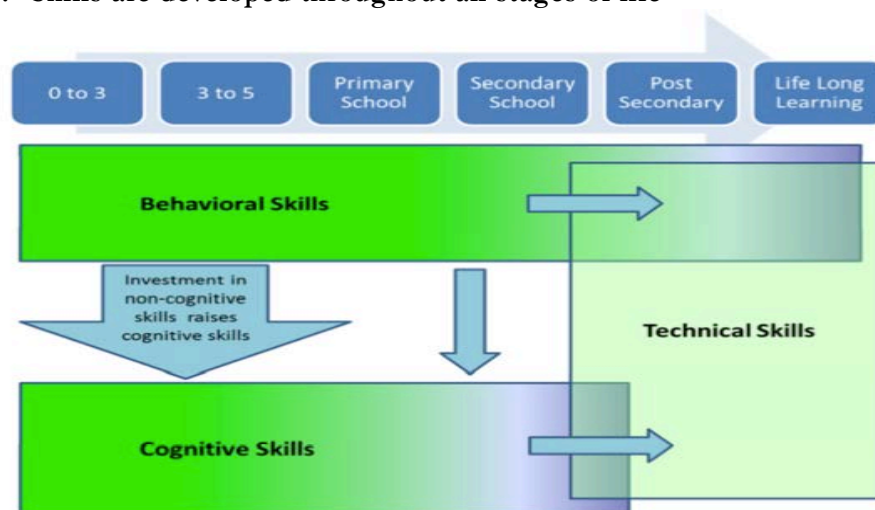 Skills are developed throughout all stages of life
0 to 3
3 to 5
Primary
School
Secondary
School
Post
Secondary
Life Long
Learning
Behavioral Skills
Investment in
non-cognitive
skills raises
cognitive skills
Technical Skills
Cognitive Skills